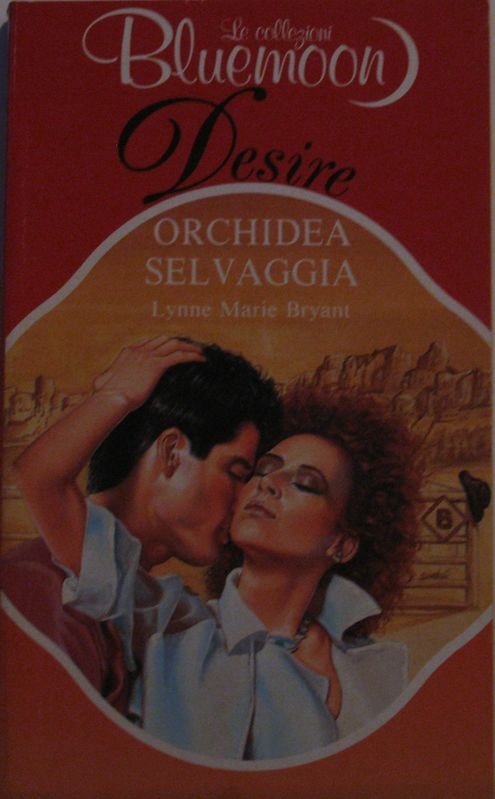 Le collezioni
Bluemoon
Desire
ORCHIDEA
SELVAGGIA
Lynne Marie Bryant